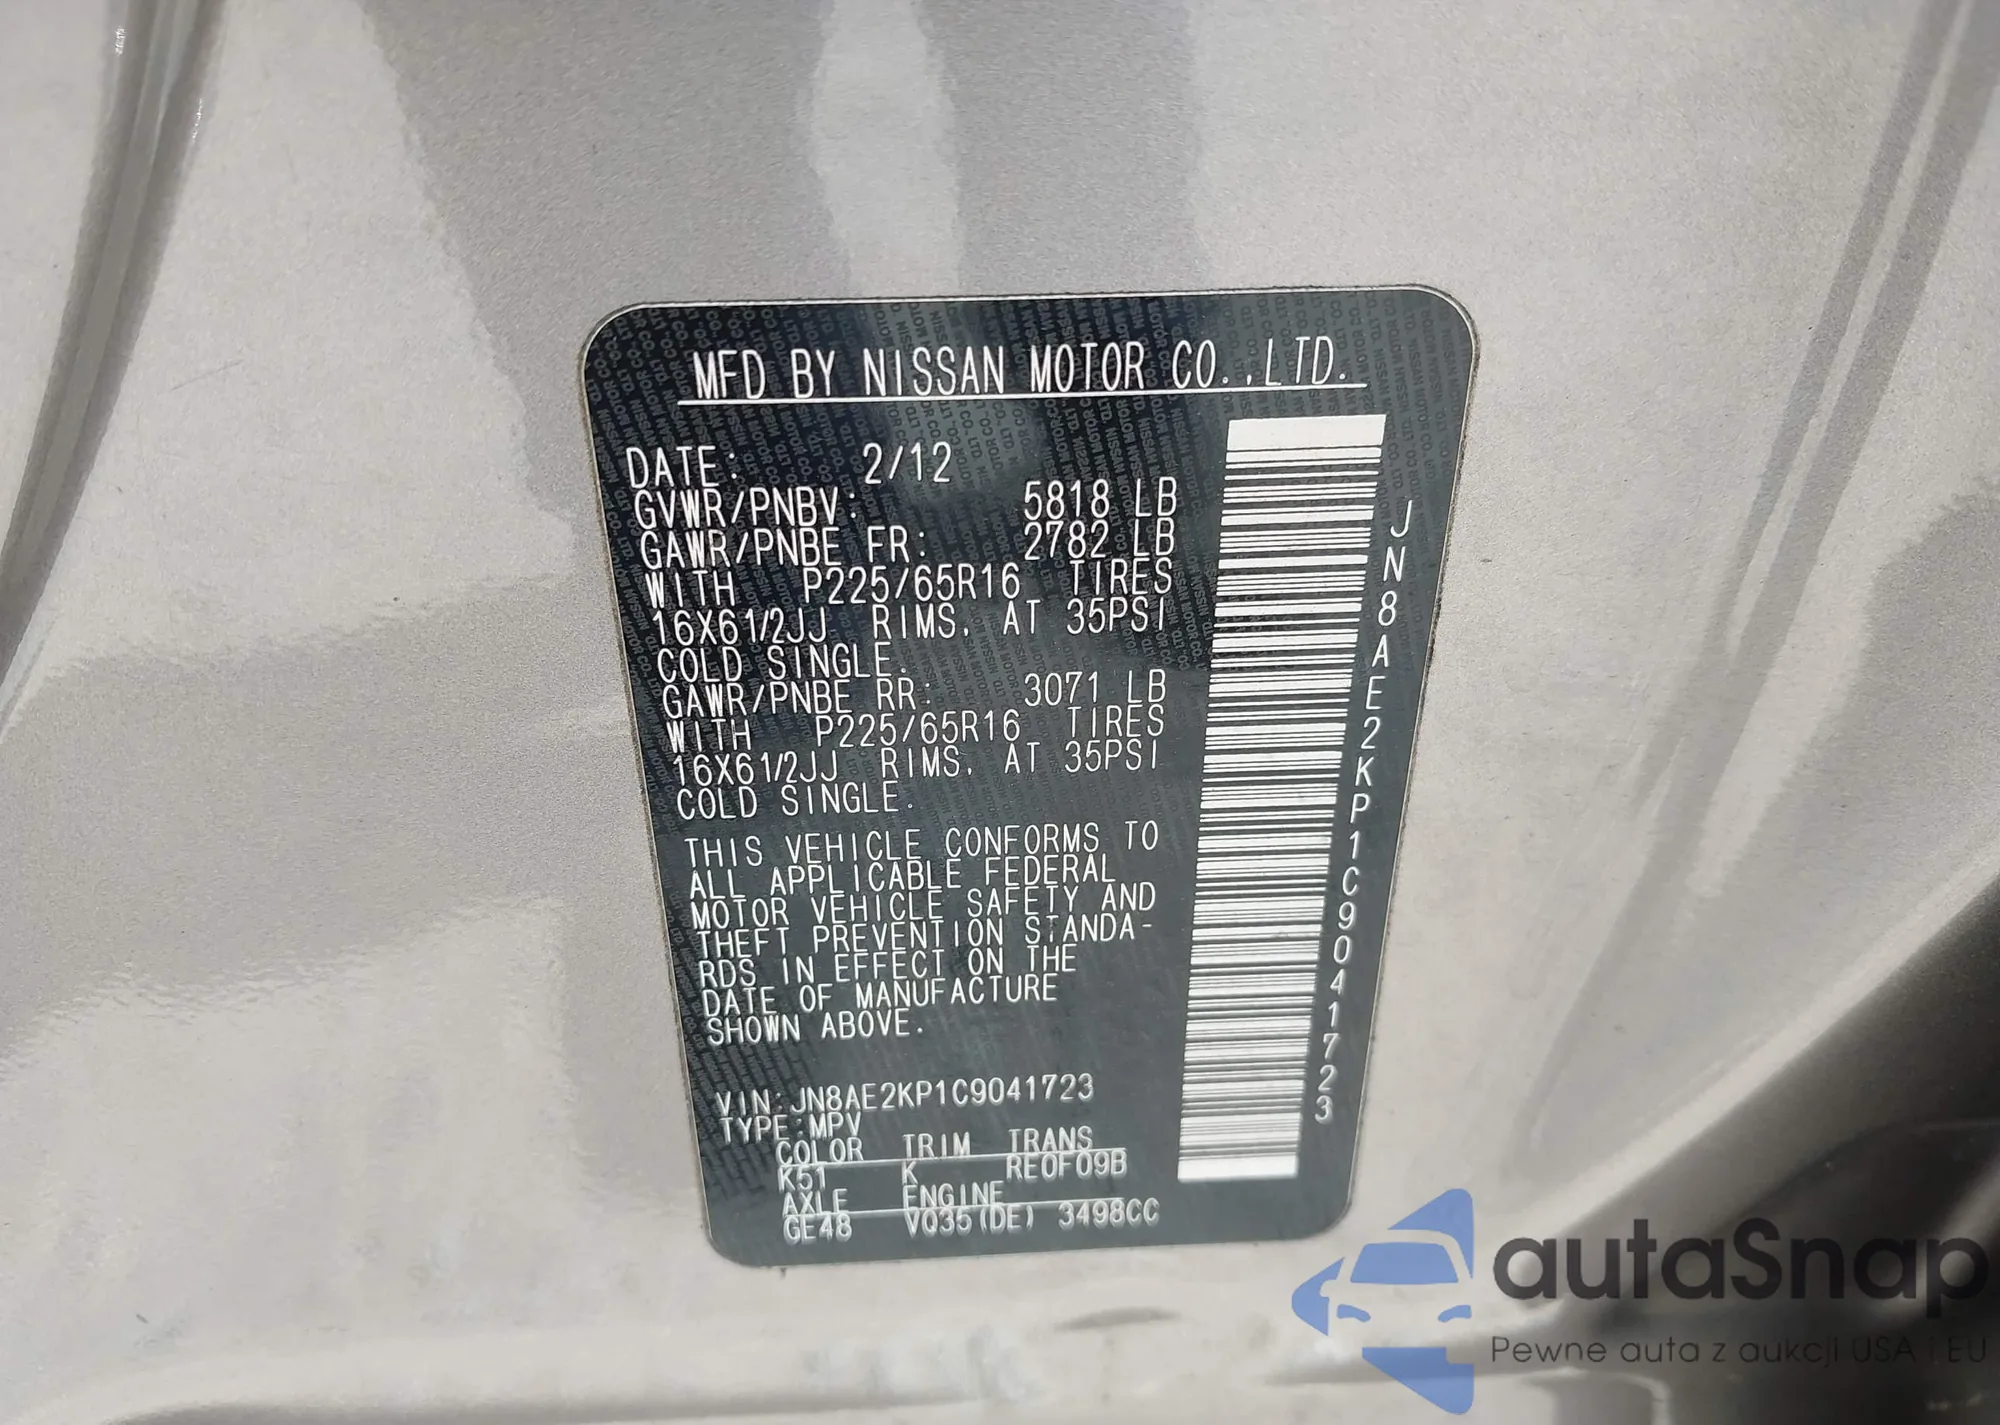 MFD BY NISSAN MOTOR CO.,LTD.
DATE: 2/12
GVWR/PNBV: 5818 LB
GAWR/PNBE FR: 2782 LB
WITH P225/65R16 TIRES
16X61/2JJ RIMS, AT 35PSI
COLD SINGLE.
GAWR/PNBE RR: 3071 LB
WITH P225/65R16 TIRES
16X61/2JJ RIMS, AT 35PSI
COLD SINGLE.
THIS VEHICLE CONFORMS TO
ALL APPLICABLE FEDERAL
MOTOR VEHICLE SAFETY AND
THEFT PREVENTION STANDA-
RDS IN EFFECT ON THE
DATE OF MANUFACTURE
SHOWN ABOVE.
VIN:JN8AE2KP1C9041723
TYPE:MPV
COLOR TRIM TRANS
K51 K RE0F09B
AXLE ENGINE
GE48 VQ35(DE) 3498CC
JN8AE2KP1C9041723
autaSnap
Pewne auta z aukcji USA i EU